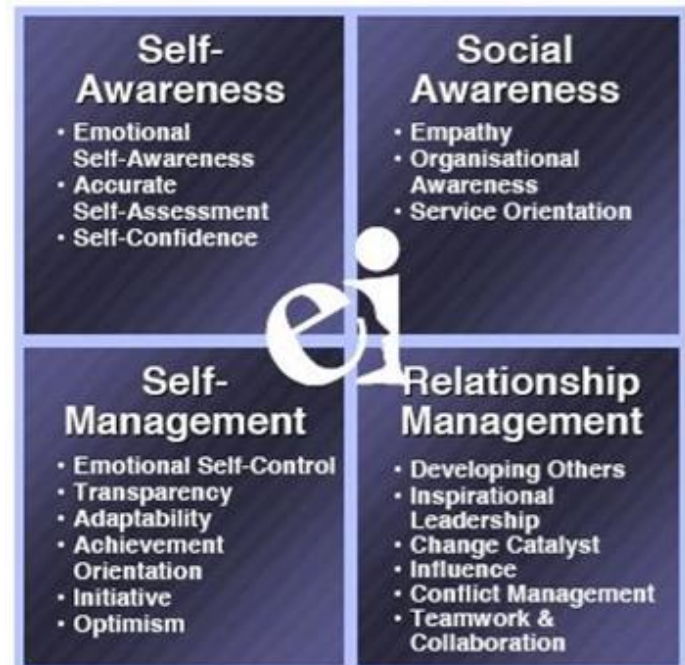 Self-
Awareness
• Emotional
Self-Awareness
• Accurate
Self-Assessment
• Self-Confidence
Social
Awareness
• Empathy
• Organisational
Awareness
• Service Orientation
ei
Self-
Management
• Emotional Self-Control
• Transparency
• Adaptability
• Achievement
Orientation
• Initiative
• Optimism
Relationship
Management
• Developing Others
• Inspirational
Leadership
• Change Catalyst
• Influence
• Conflict Management
• Teamwork &
Collaboration